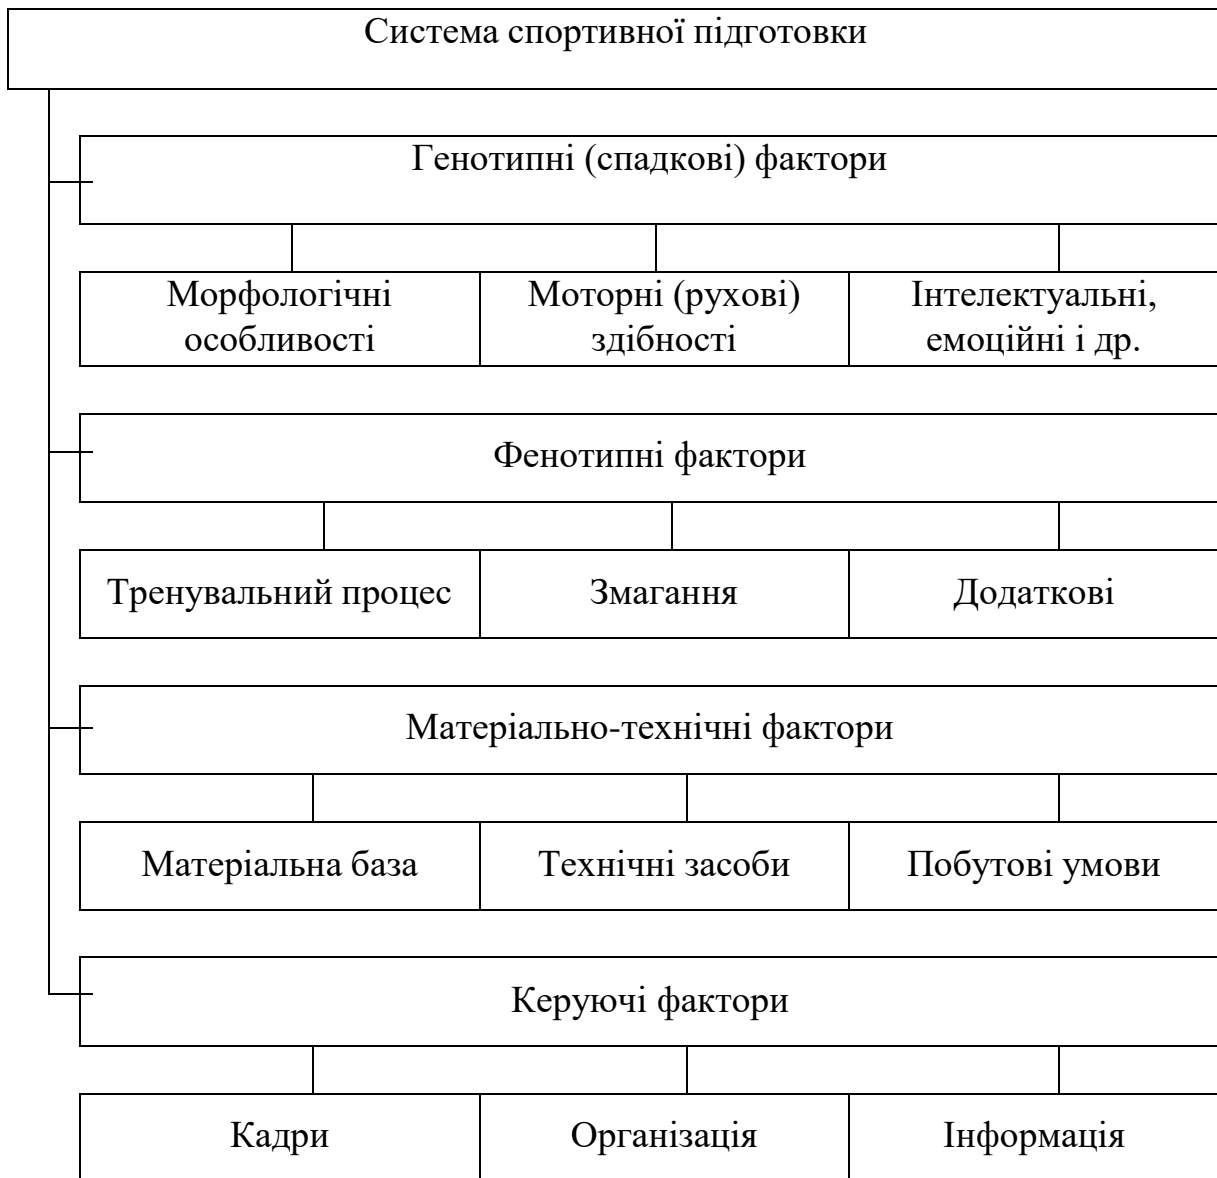 Система спортивної підготовки
Генотипні (спадкові) фактори
Морфологічні
особливості
Моторні (рухові)
здібності
Інтелектуальні,
емоційні і др.
Фенотипні фактори
Тренувальний процес
Змагання
Додаткові
Матеріально-технічні фактори
Матеріальна база
Технічні засоби
Побутові умови
Керуючі фактори
Кадри
Організація
Інформація